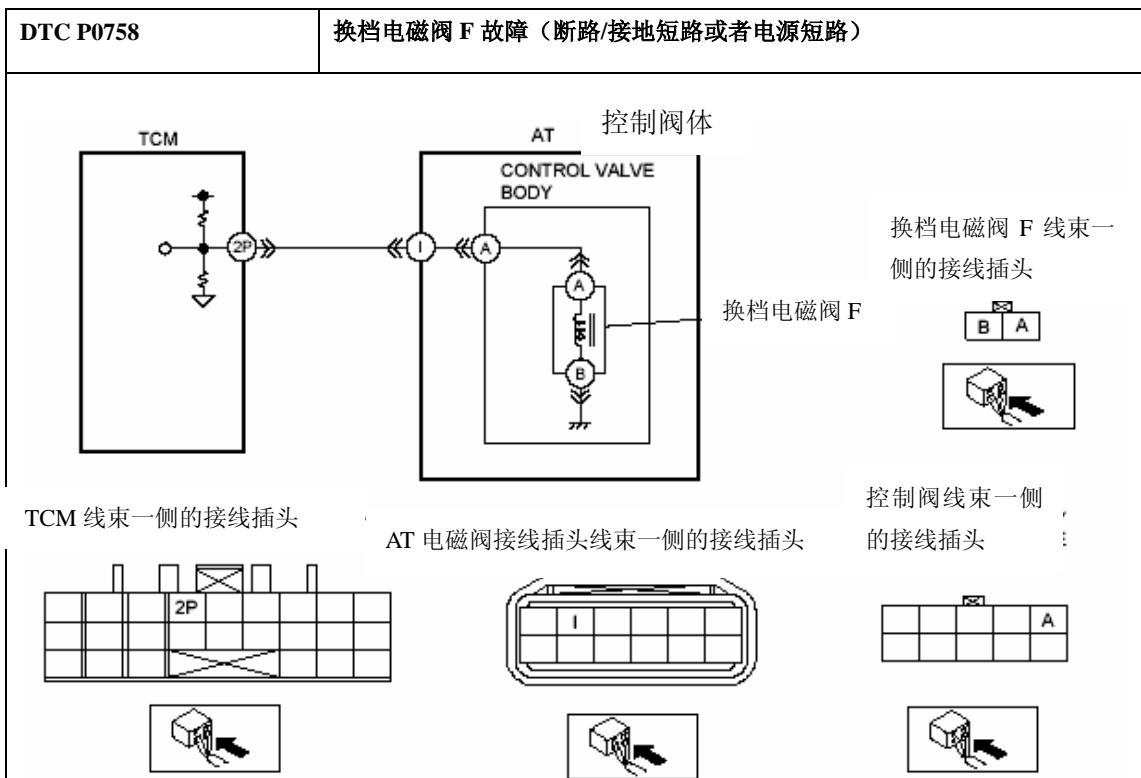 DTC P0758
换档电磁阀 F 故障（断路/接地短路或者电源短路）
控制阀体
TCM
AT
CONTROL VALVE
BODY
2P
I
A
A
B
换档电磁阀 F
换档电磁阀 F 线束一
侧的接线插头
B A
TCM 线束一侧的接线插头
AT 电磁阀接线插头线束一侧的接线插头
控制阀线束一侧
的接线插头
2P
I
A